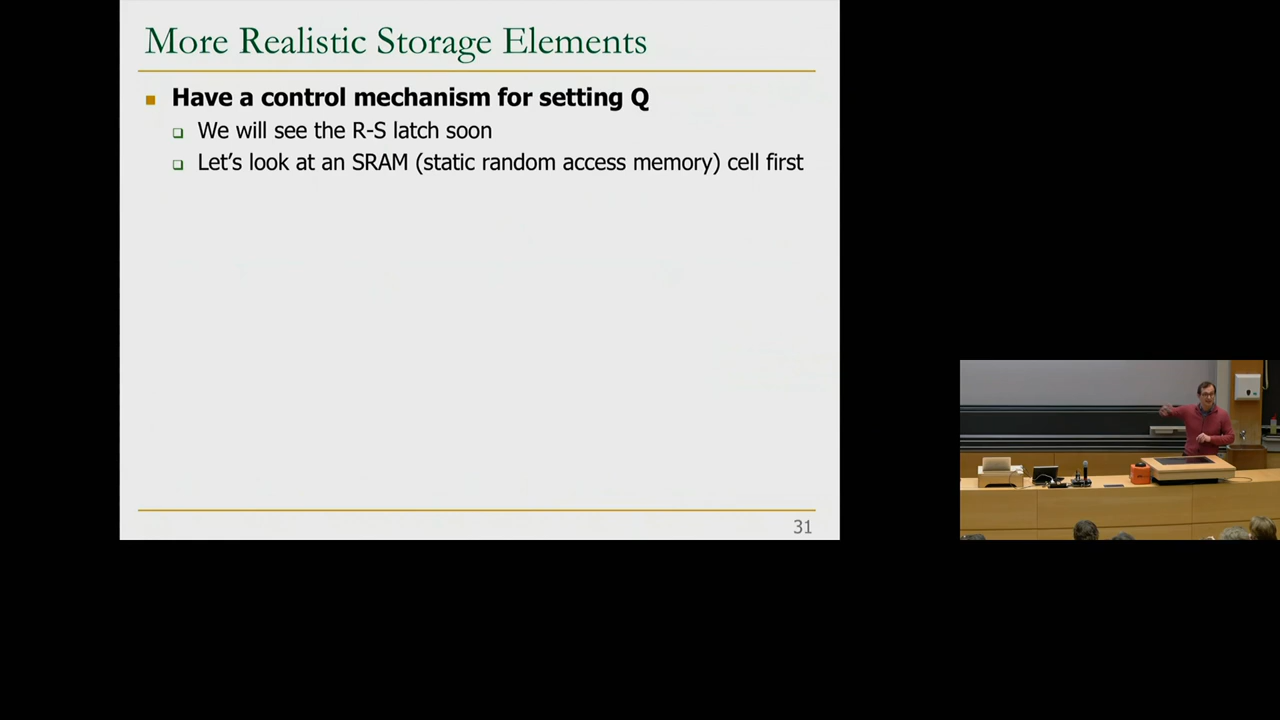 More Realistic Storage Elements
Have a control mechanism for setting Q
We will see the R-S latch soon
Let's look at an SRAM (static random access memory) cell first
31